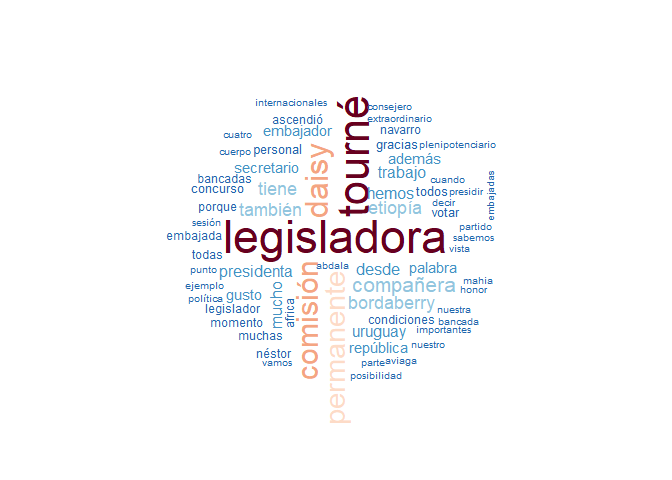 internacionales
tourné
consejero
ascendió
extraordinario
cuatro
embajador
navarro
cuerpo
personal
daisy
gracias
plenipotenciario
secretario
además
bancadas
trabajo
cuando
concurso
tiene
hemos
todos
presidir
embajadas
porque
también
etiopía
decir
votar
sesión
legisladora
partido
embajada
sabemos
todas
vista
punto
presidenta
abdala
desde
palabra
ejemplo
mucho
comisión
permanente
compañera
mahia
política
gusto
africa
bordaberry
honor
legislador
nuestra
momento
condiciones
bancada
muchas
uruguay
importantes
néstor
república
nuestro
vamos
parte
aviaga
posibilidad